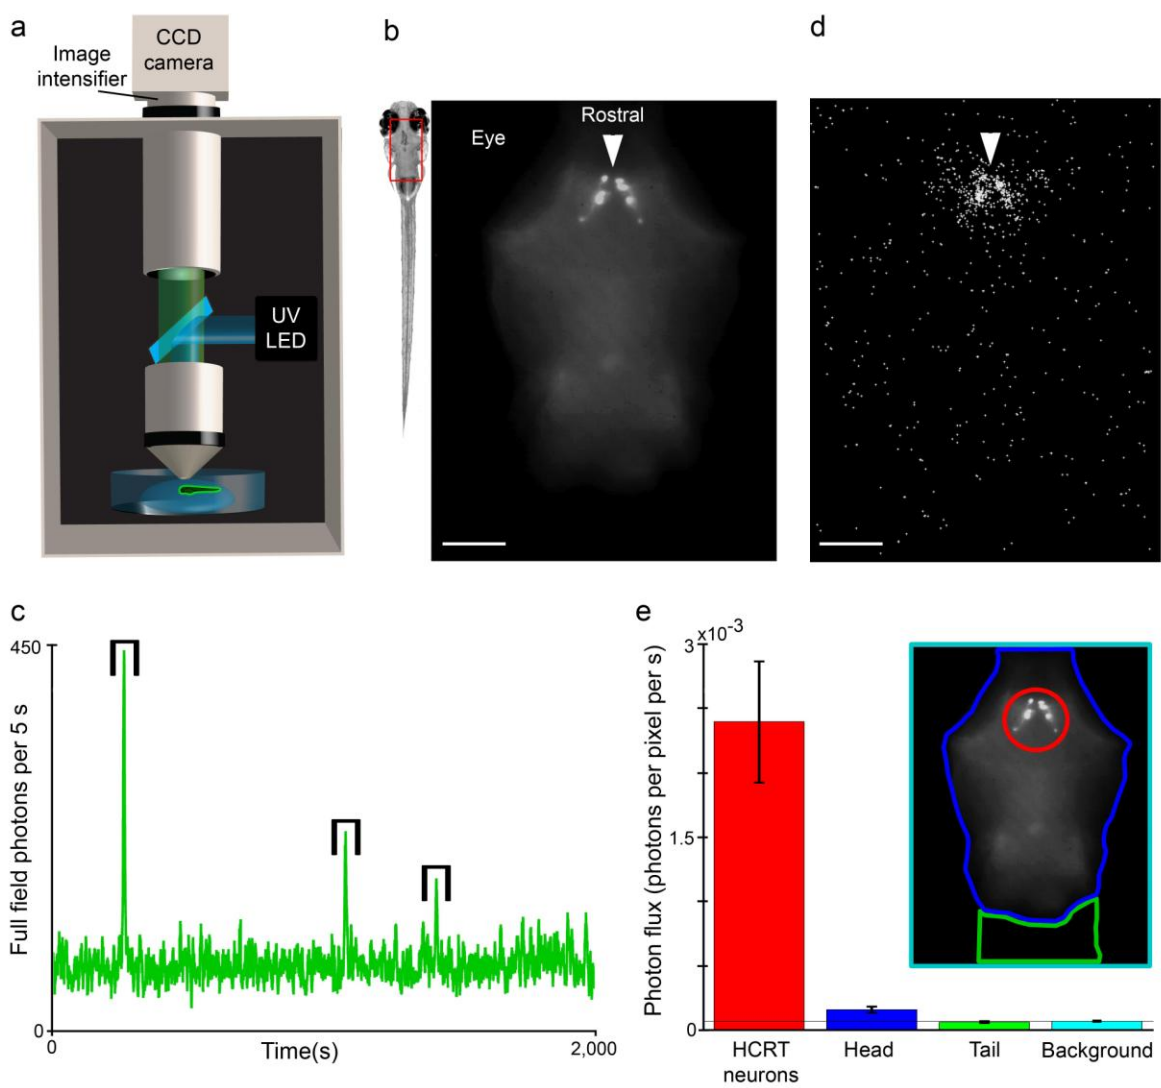 a
CCD
camera
Image
intensifier
UV
LED
b
Eye
Rostral
d
c
450
Full field photons per 5 s
0
0
Time(s)
2,000
e
3
x10-3
Photon flux (photons per pixel per s)
1.5
0
HCRT
neurons
Head
Tail
Background